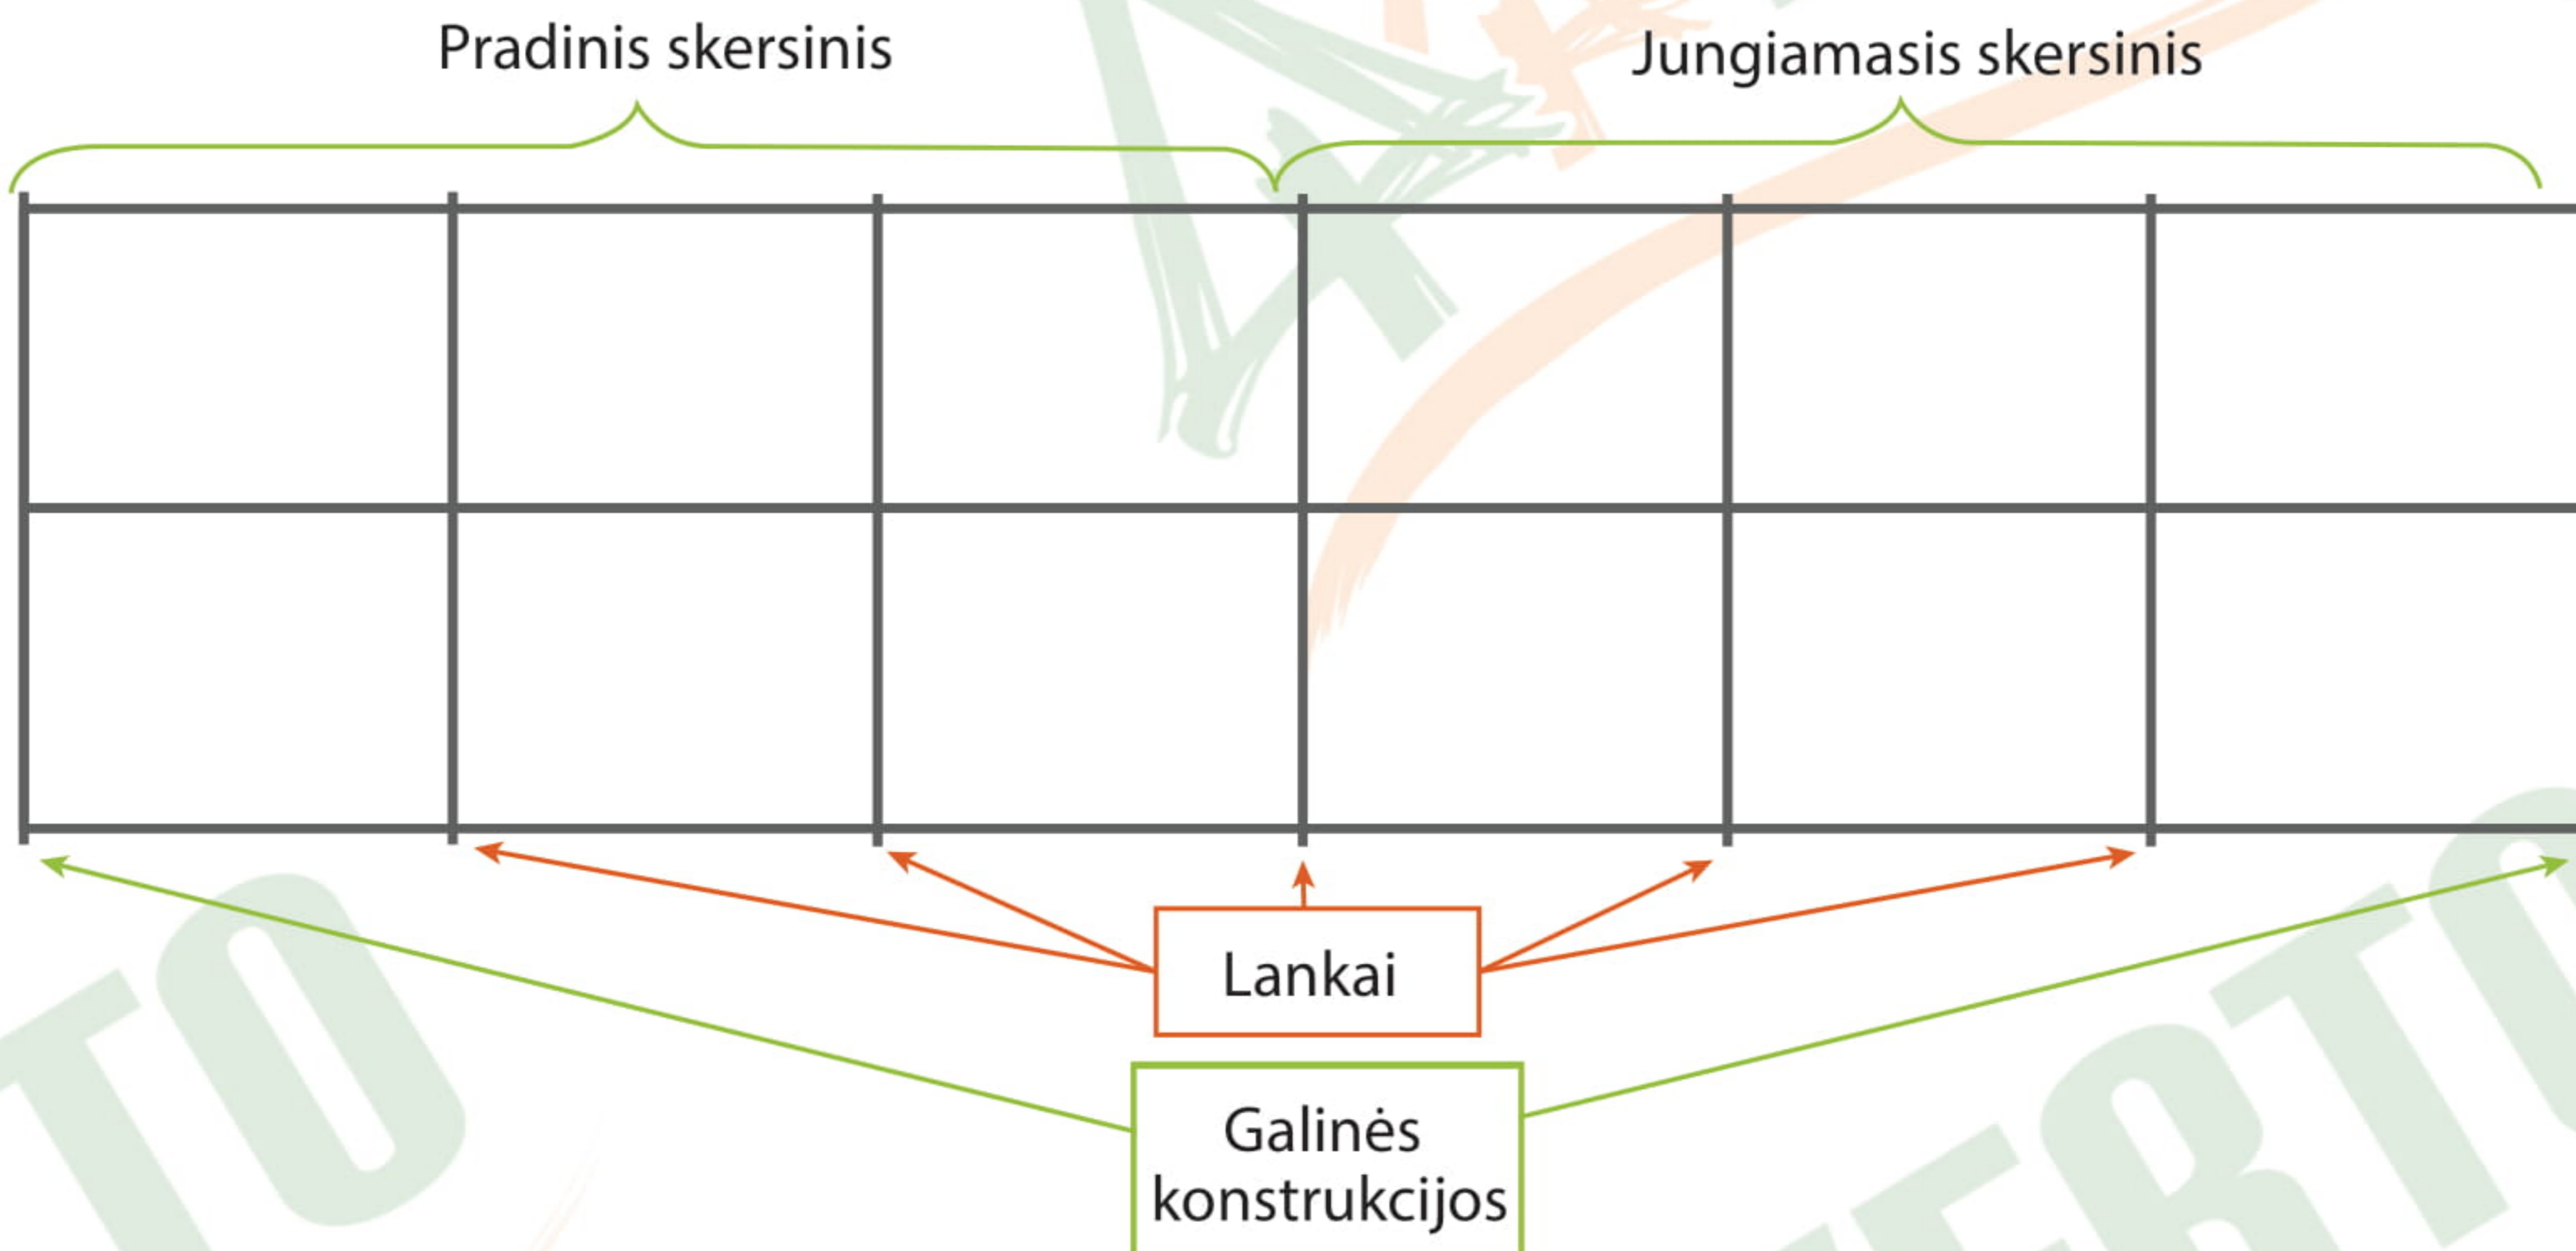 Pradinis skersinis
Jungiamasis skersinis
Lankai
Galinės
konstrukcijos